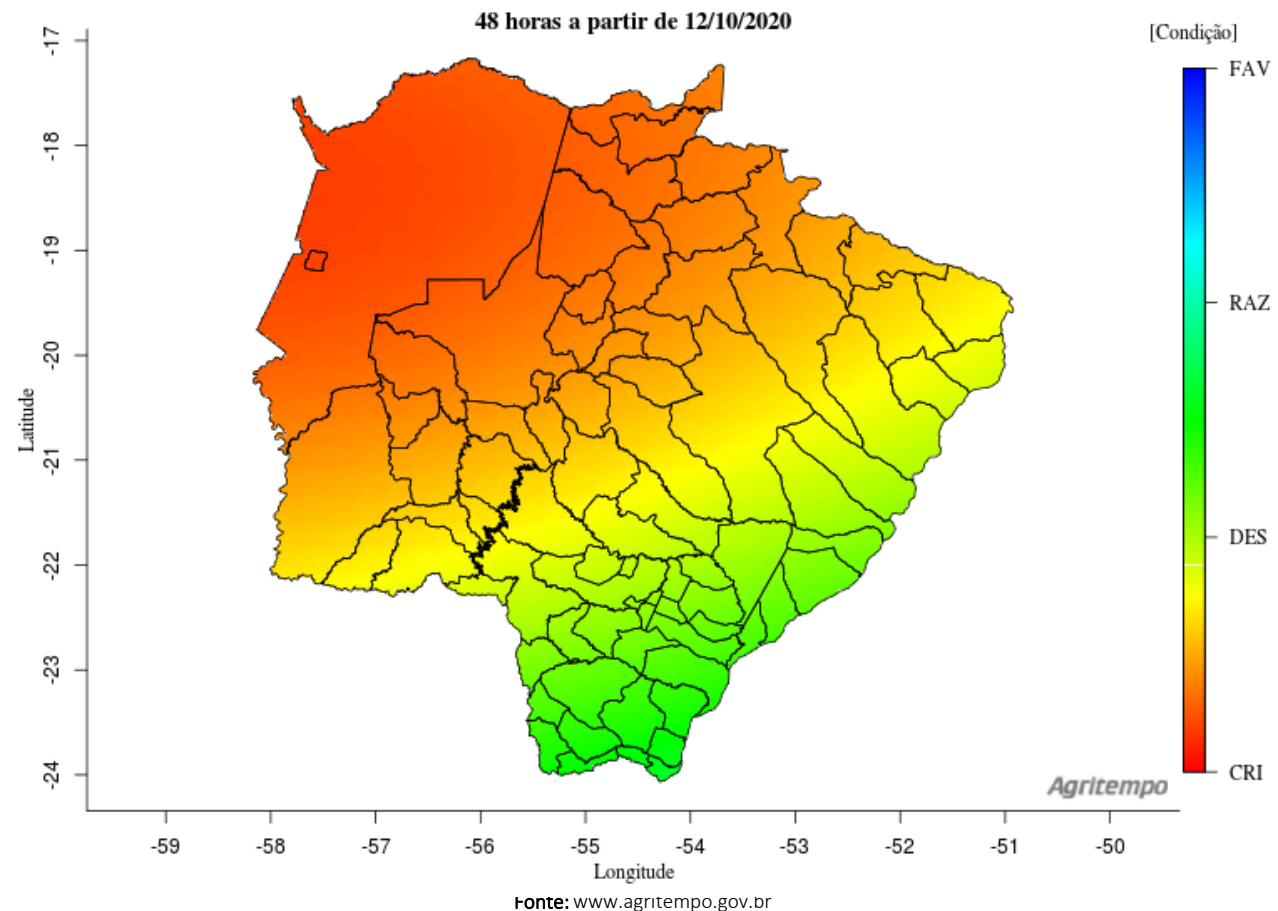 48 horas a partir de 12/10/2020
[Condição]
FAV
RAZ
DES
CRI
-17
-18
-19
-20
-21
-22
-23
-24
Latitude
Agritempo
-59 -58 -57 -56 -55 -54 -53 -52 -51 -50
Longitude
Fonte: www.agritempo.gov.br